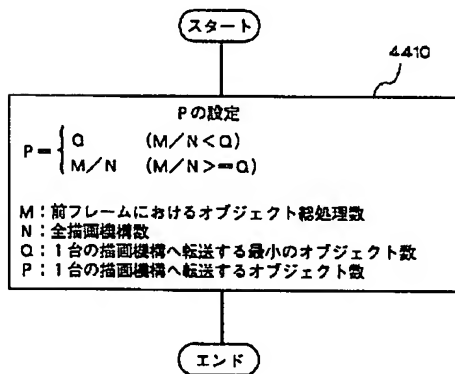 スタート
4410
Pの設定
P= { Q (M/N<Q)
M/N (M/N>=Q)
M:前フレームにおけるオブジェクト総処理数
N:全描画機構数
Q:1台の描画機構へ転送する最小のオブジェクト数
P:1台の描画機構へ転送するオブジェクト数
エンド